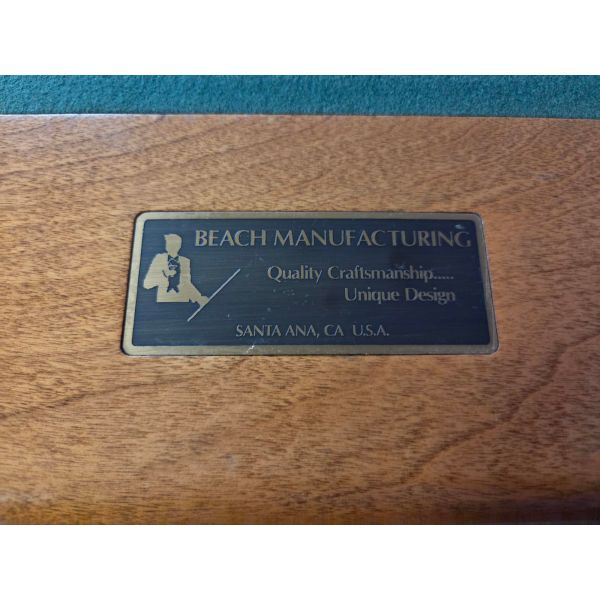 BEACH MANUFACTURING
Quality Craftsmanship.....
Unique Design
SANTA ANA, CA U.S.A.